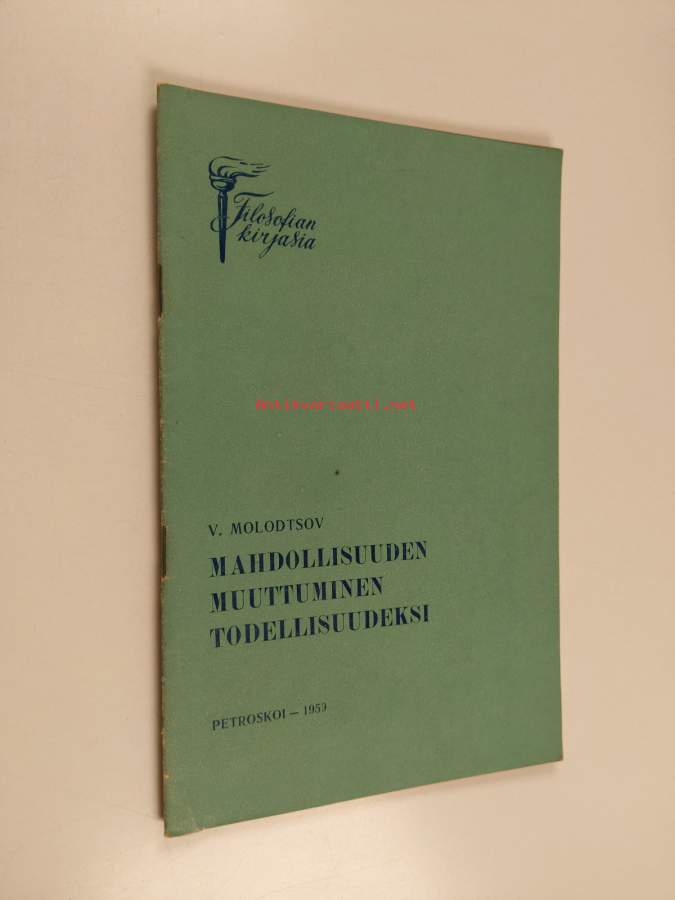 Filosofian
kirjasia
Antikvariaatti.net
V. MOLODTSOV
MAHDOLLISUUDEN
MUUTTUMINEN
TODELLISUUDEKSI
PETROSKOI — 1959